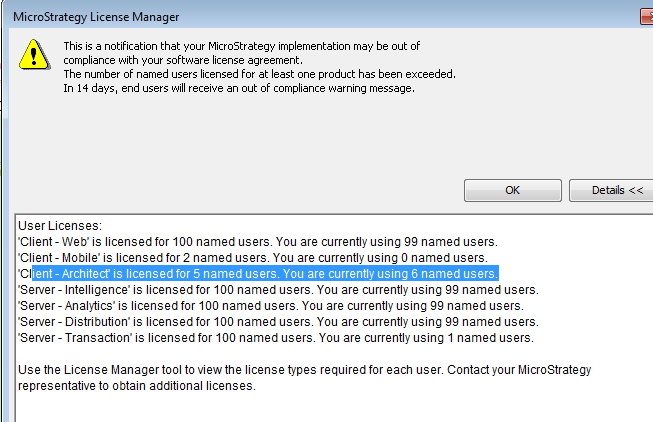 MicroStrategy License Manager
This is a notification that your MicroStrategy implementation may be out of
compliance with your software license agreement.
The number of named users licensed for at least one product has been exceeded.
In 14 days, end users will receive an out of compliance warning message.
OK
Details <<
User Licenses:
'Client - Web' is licensed for 100 named users. You are currently using 99 named users.
'Client - Mobile' is licensed for 2 named users. You are currently using 0 named users.
'Client - Architect' is licensed for 5 named users. You are currently using 6 named users.
'Server - Intelligence' is licensed for 100 named users. You are currently using 99 named users.
'Server - Analytics' is licensed for 100 named users. You are currently using 99 named users.
'Server - Distribution' is licensed for 100 named users. You are currently using 99 named users.
'Server - Transaction' is licensed for 100 named users. You are currently using 1 named users.
Use the License Manager tool to view the license types required for each user. Contact your MicroStrategy
representative to obtain additional licenses.